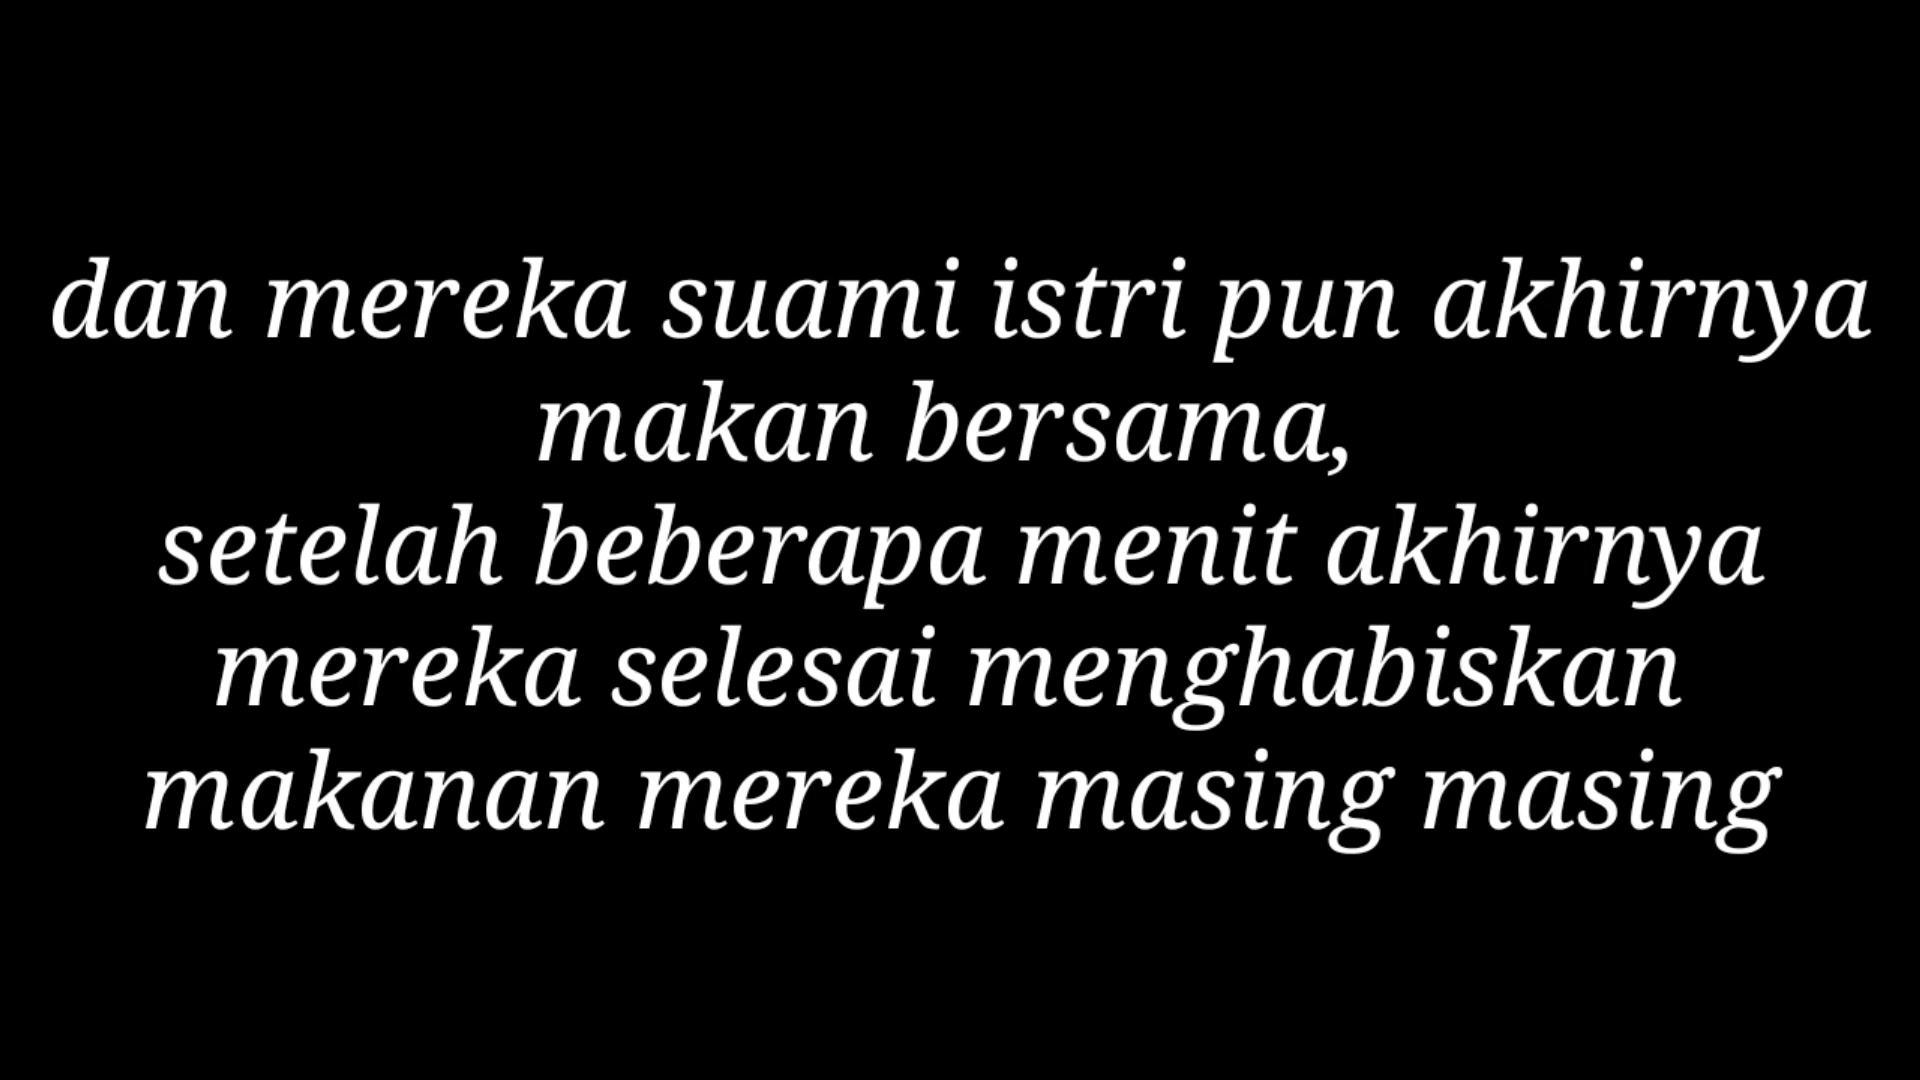 dan mereka suami istri pun akhirnya
makan bersama,
setelah beberapa menit akhirnya
mereka selesai menghabiskan
makanan mereka masing masing